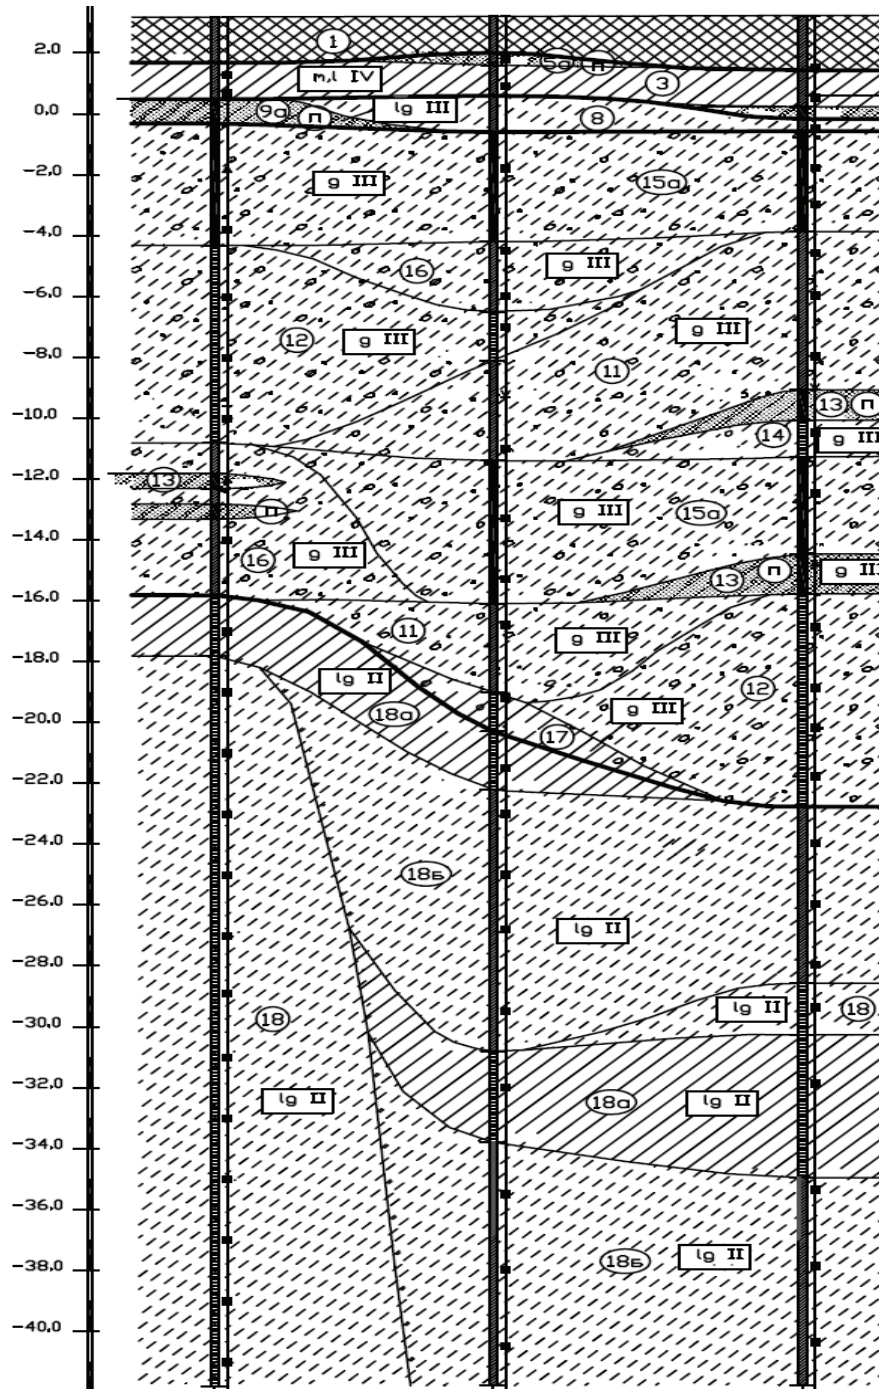 1
2.0
5а п
m,l IV
3
9а п
lg III
0,0
8
-2.0
g III
15а
-4.0
16
g III
-6.0
12
g III
g III
-8.0
11
-10.0
13 п
14
g III
-12.0
13
п
g III
15а
-14.0
16
g III
13
п
g III
-16.0
11
g III
-18.0
lg II
18а
12
g III
-20.0
17
-22.0
-24.0
18Б
-26.0
lg II
-28.0
lg II
18
18
-30.0
-32.0
lg II
18а
lg II
-34.0
-36.0
18Б
lg II
-38.0
-40.0